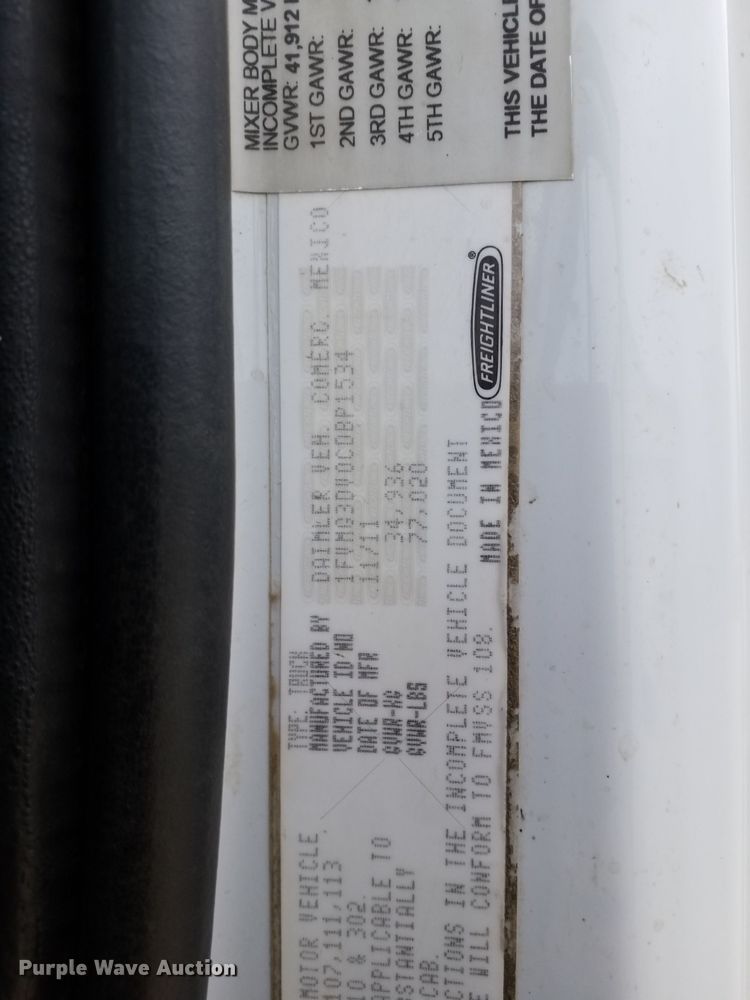 MIXER BODY M
INCOMPLETE V
GVWR: 41,912
1ST GAWR:
2ND GAWR:
3RD GAWR:
4TH GAWR:
5TH GAWR:
THIS VEHICLE
THE DATE OF
TYPE: TRUCK
MANUFACTURED BY DAIMLER VEH. COMERC. MEXICO
VEHICLE ID/NO 1FVHG3DV0CDBP1534
DATE OF MFR 11/11
GVWR-KG 34,936
GVWR-LBS 77,020
FREIGHTLINER®
MADE IN MEXICO
MOTOR VEHICLE,
107,111,113
10 & 302.
APPLICABLE TO
STANTIALLY
CAB.
CTIONS IN THE INCOMPLETE VEHICLE DOCUMENT
E WILL CONFORM TO FMVSS 108.
Purple Wave Auction